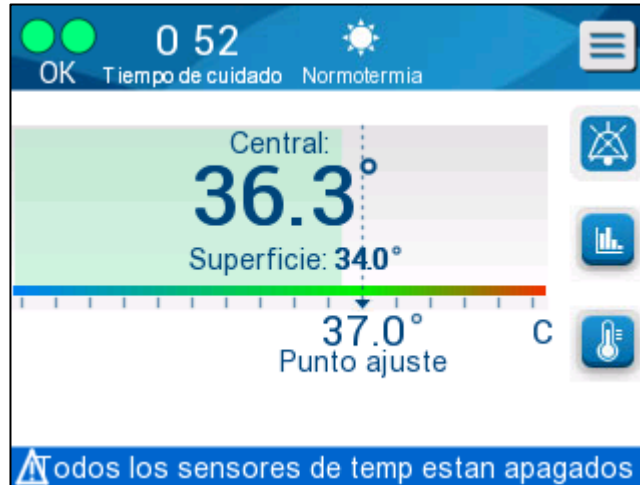 0 52
OK Tiempo de cuidado Normotermia
Central:
36.3°
Superficie: 34.0°
37.0° C
Punto ajuste
Todos los sensores de temp estan apagados